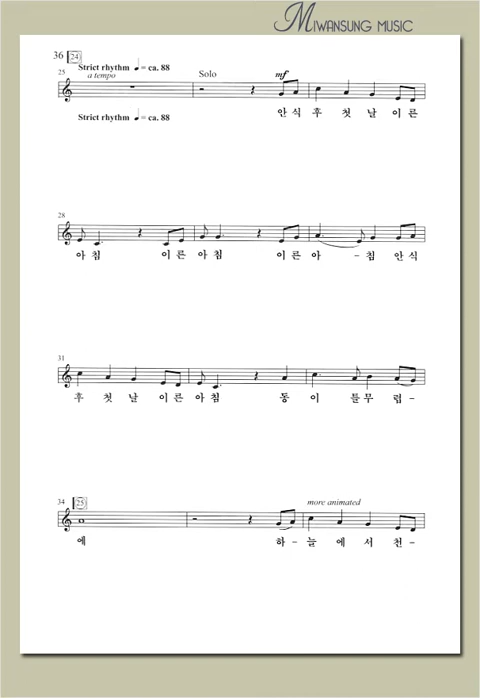 MIWANSUNG MUSIC
36 24
Strict rhythm ♩ = ca. 88
25 a tempo Solo mf
Strict rhythm ♩ = ca. 88
안 식 후 첫 날 이 른
28
아 침 이 른 아 침 이 른 아 - 침 안 식
31
후 첫 날 이 른 아 침 동 이 틀 무 렵 -
34 25 more animated
에 하 - 늘 에 서 천 -